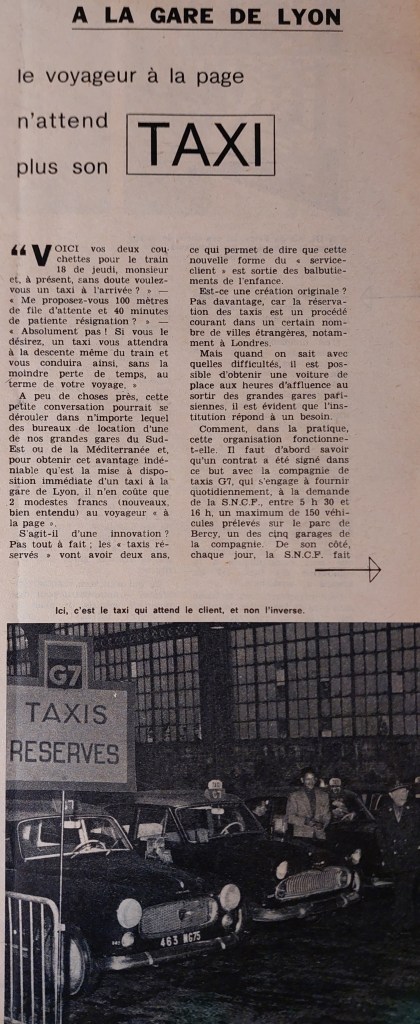 A LA GARE DE LYON
le voyageur à la page
n'attend
plus son
TAXI
“ VOICI vos deux cou-
chettes pour le train
18 de jeudi, monsieur
et, à présent, sans doute voulez-
vous un taxi à l'arrivée ? » —
« Me proposez-vous 100 mètres
de file d'attente et 40 minutes
de patiente résignation ? » —
« Absolument pas ! Si vous le
désirez, un taxi vous attendra
à la descente même du train et
vous conduira ainsi, sans la
moindre perte de temps, au
terme de votre voyage. »
A peu de choses près, cette
petite conversation pourrait se
dérouler dans n'importe lequel
des bureaux de location d'une
de nos grandes gares du Sud-
Est ou de la Méditerranée et,
pour obtenir cet avantage indé-
niable qu'est la mise à dispo-
sition immédiate d'un taxi à la
gare de Lyon, il n'en coûte que
2 modestes francs (nouveaux,
bien entendu) au voyageur « à
la page ».
S'agit-il d'une innovation ?
Pas tout à fait ; les « taxis ré-
servés » vont avoir deux ans,
ce qui permet de dire que cette
nouvelle forme du « service-
client » est sortie des balbutie-
ments de l'enfance.
Est-ce une création originale ?
Pas davantage, car la réserva-
tion des taxis est un procédé
courant dans un certain nom-
bre de villes étrangères, notam-
ment à Londres.
Mais quand on sait avec
quelles difficultés, il est pos-
sible d'obtenir une voiture de
place aux heures d'affluence au
sortir des grandes gares pari-
siennes, il est évident que l'ins-
titution répond à un besoin.
Comment, dans la pratique,
cette organisation fonctionne-
t-elle. Il faut d'abord savoir
qu'un contrat a été signé dans
ce but avec la compagnie de
taxis G7, qui s'engage à fournir
quotidiennement, à la demande
de la S.N.C.F., entre 5 h 30 et
16 h, un maximum de 150 véhi-
cules prélevés sur le parc de
Bercy, un des cinq garages de
la compagnie. De son côté,
chaque jour, la S.N.C.F. fait
Ici, c'est le taxi qui attend le client, et non l'inverse.
G7
TAXIS
RESERVES
463 MG75